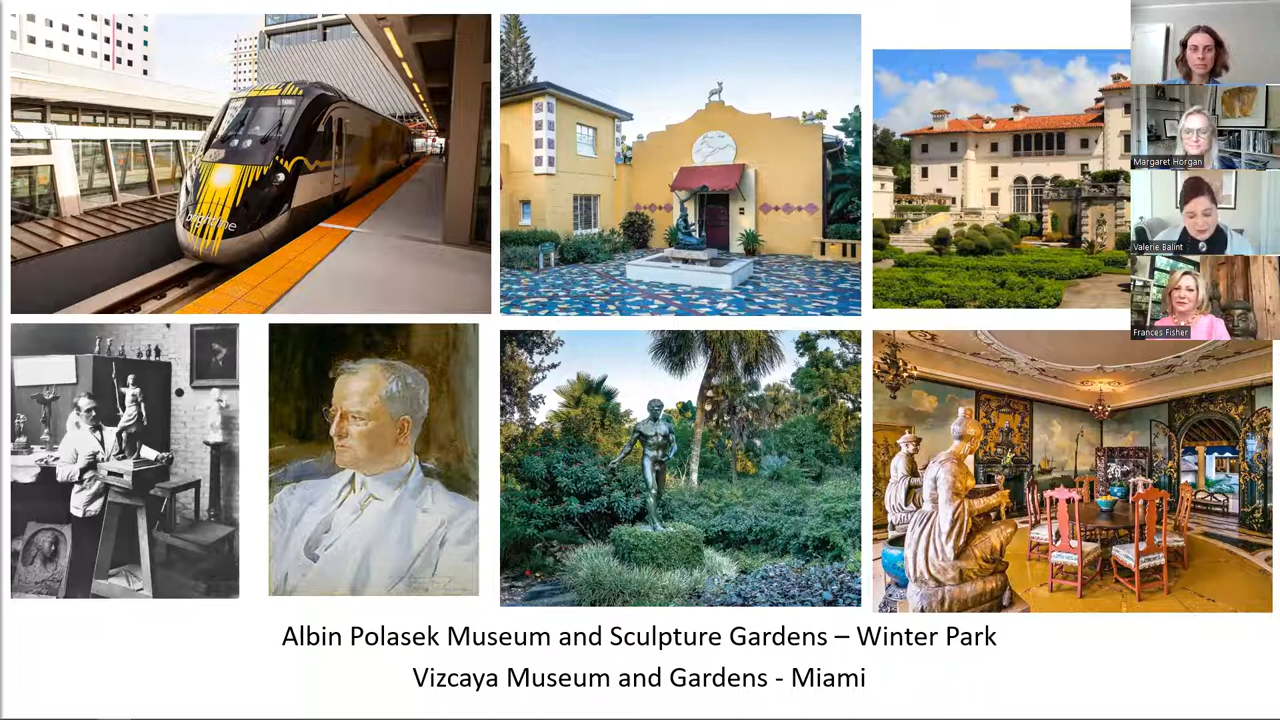 Margaret Horgan
Valerie Balint
Frances Fisher
brightline
106
Albin Polasek Museum and Sculpture Gardens – Winter Park
Vizcaya Museum and Gardens - Miami